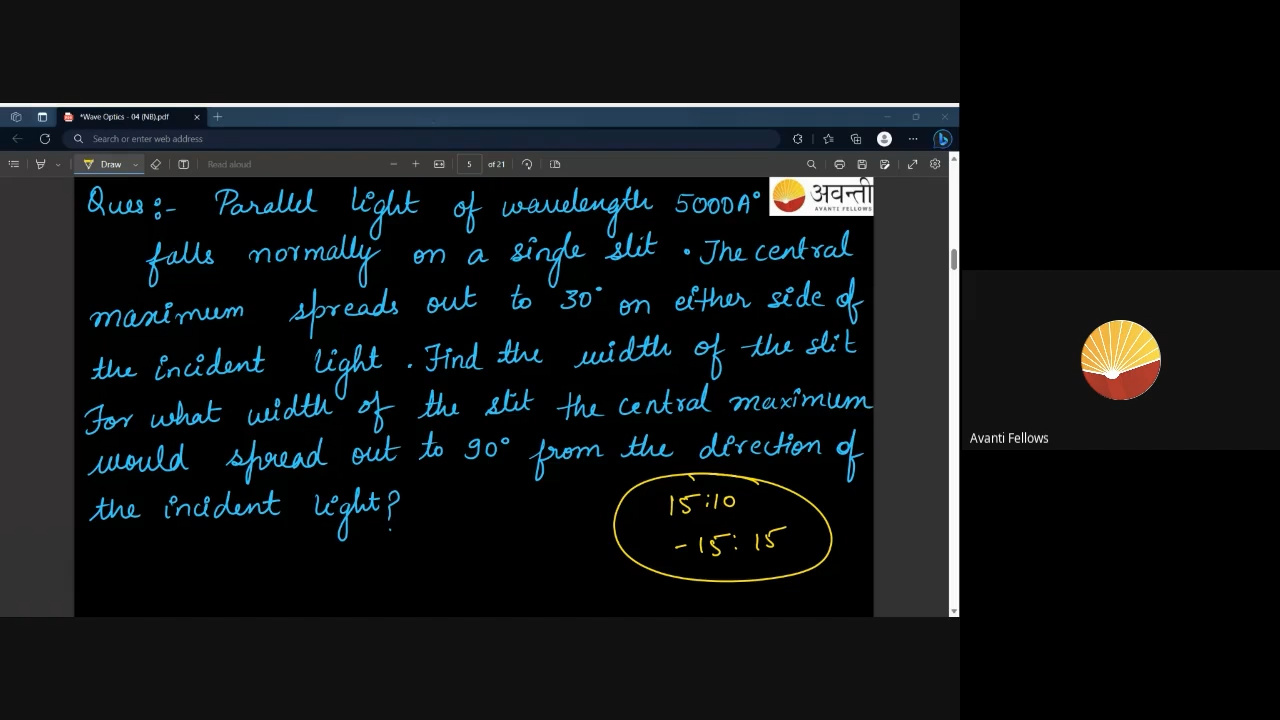 *Wave Optics - 04 (NB).pdf
Search or enter web address
Draw
Read aloud
5 of 21
Ques:- Parallel light of wavelength 5000A°
अवन्ती
AVANTI FELLOWS
falls normally on a single slit . The central
maximum spreads out to 30° on either side of
the incident light . Find the width of the slit
For what width of the slit the central maximum
would spread out to 90° from the direction of
the incident light?
15:10
-15:15
Avanti Fellows